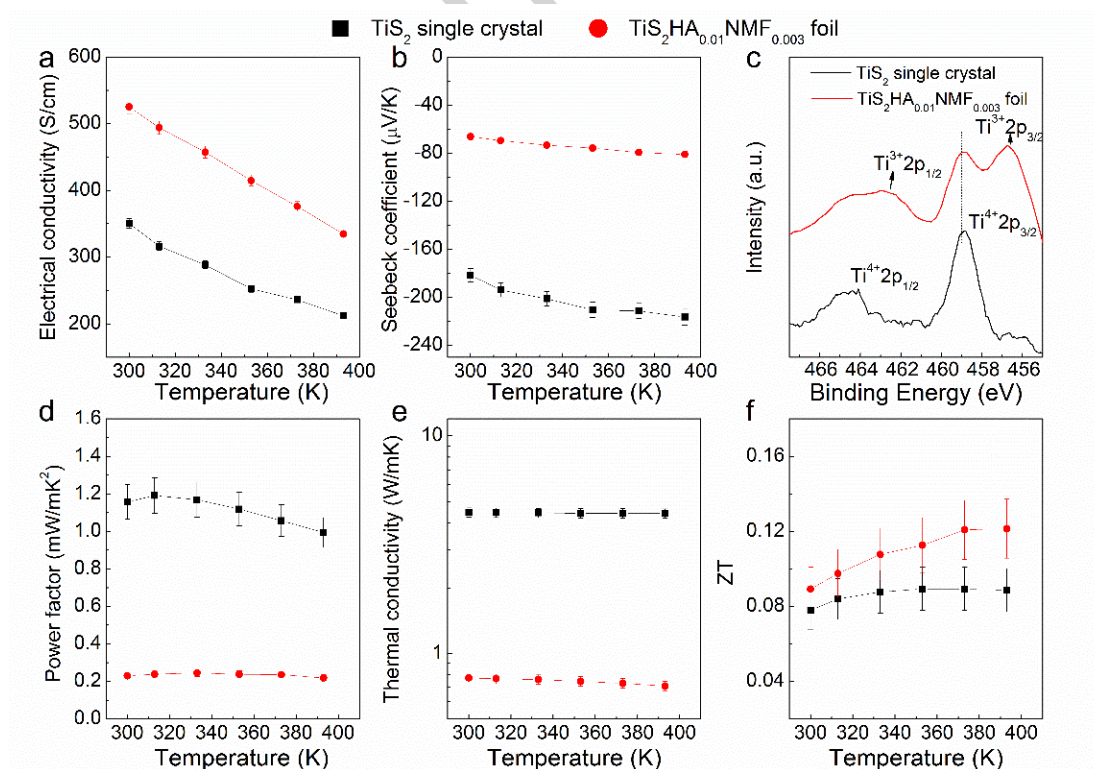 TiS₂ single crystal TiS₂HA₀.₀₁NMF₀.₀₀₃ foil
a
Electrical conductivity (S/cm)
600
500
400
300
200
300 320 340 360 380 400
Temperature (K)
b
Seebeck coefficient (μV/K)
0
-40
-80
-120
-160
-200
-240
300 320 340 360 380 400
Temperature (K)
c
Intensity (a.u.)
TiS₂ single crystal
TiS₂HA₀.₀₁NMF₀.₀₀₃ foil
Ti³⁺2p₃/₂
Ti³⁺2p₁/₂
Ti⁴⁺2p₃/₂
Ti⁴⁺2p₁/₂
466 464 462 460 458 456
Binding Energy (eV)
d
Power factor (mW/mK²)
1.6
1.4
1.2
1.0
0.8
0.6
0.4
0.2
0.0
300 320 340 360 380 400
Temperature (K)
e
Thermal conductivity (W/mK)
10
1
300 320 340 360 380 400
Temperature (K)
f
ZT
0.16
0.12
0.08
0.04
300 320 340 360 380 400
Temperature (K)